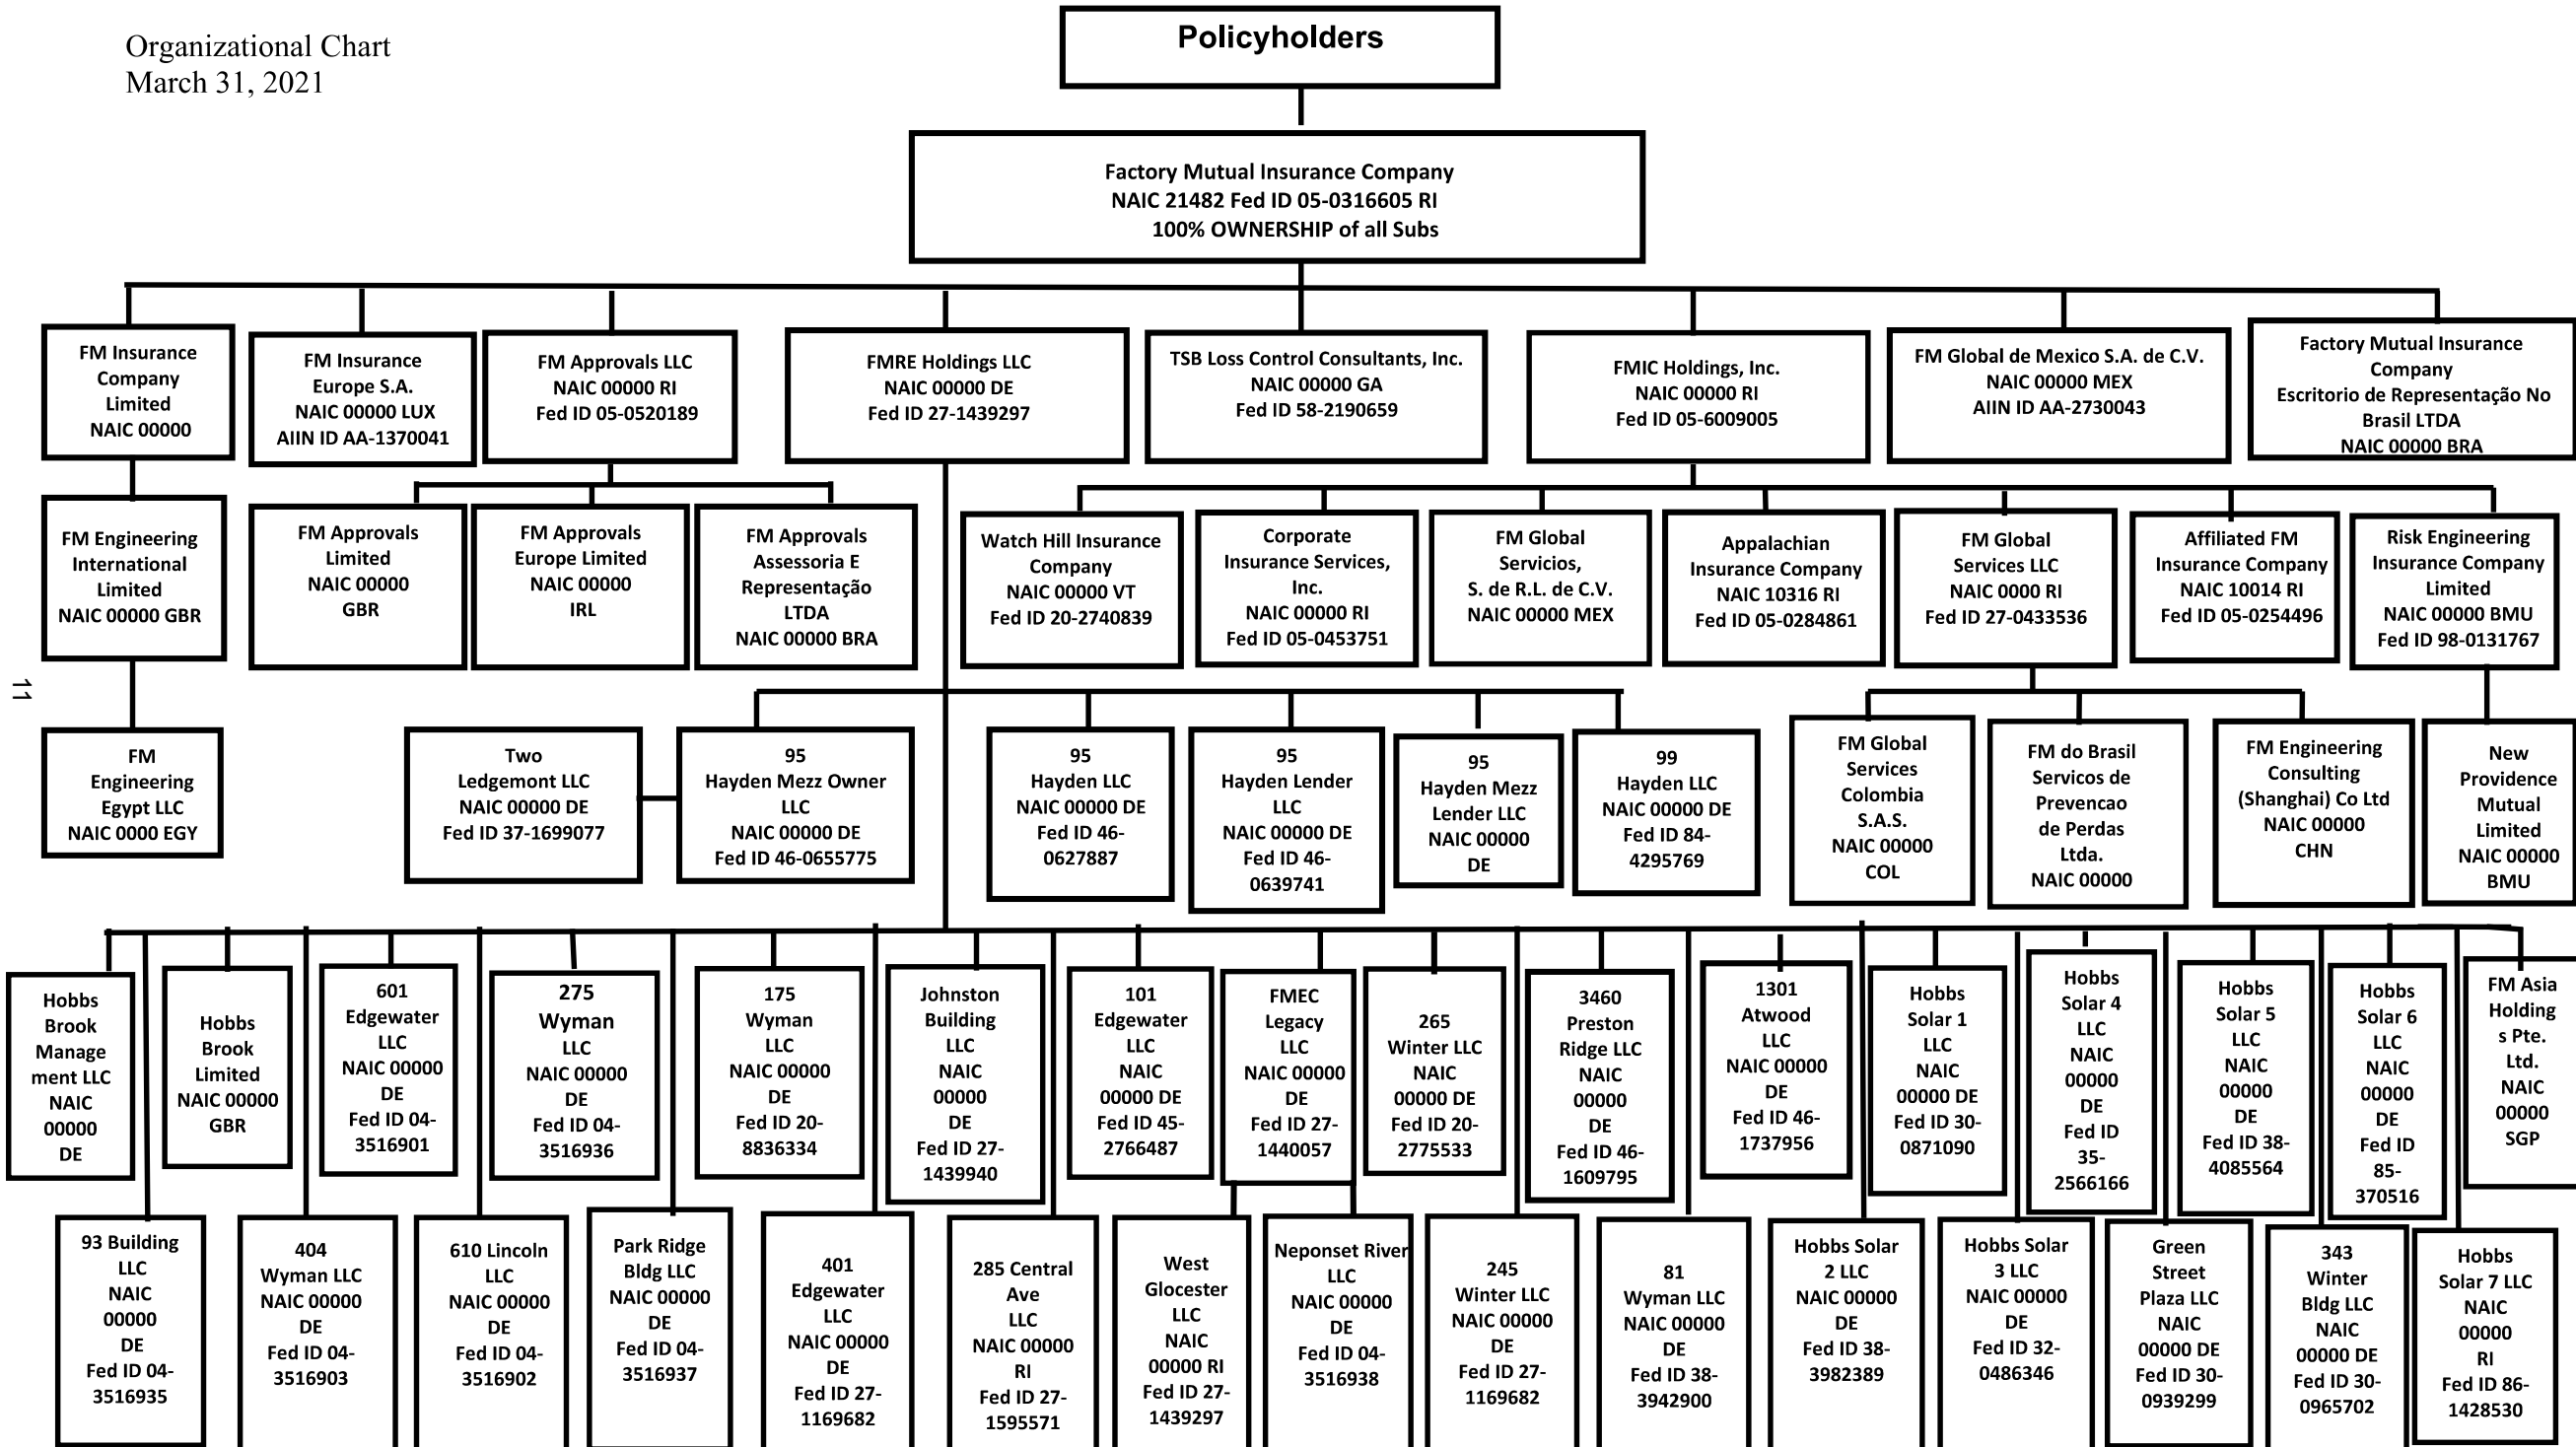 Organizational Chart
March 31, 2021
Policyholders
Factory Mutual Insurance Company
NAIC 21482 Fed ID 05-0316605 RI
100% OWNERSHIP of all Subs
FM Insurance
Company
Limited
NAIC 00000
FM Insurance
Europe S.A.
NAIC 00000 LUX
AIIN ID AA-1370041
FM Approvals LLC
NAIC 00000 RI
Fed ID 05-0520189
FMRE Holdings LLC
NAIC 00000 DE
Fed ID 27-1439297
TSB Loss Control Consultants, Inc.
NAIC 00000 GA
Fed ID 58-2190659
FMIC Holdings, Inc.
NAIC 00000 RI
Fed ID 05-6009005
FM Global de Mexico S.A. de C.V.
NAIC 00000 MEX
AIIN ID AA-2730043
Factory Mutual Insurance
Company
Escritorio de Representação No
Brasil LTDA
NAIC 00000 BRA
FM Engineering
International
Limited
NAIC 00000 GBR
FM Approvals
Limited
NAIC 00000
GBR
FM Approvals
Europe Limited
NAIC 00000
IRL
FM Approvals
Assessoria E
Representação
LTDA
NAIC 00000 BRA
Watch Hill Insurance
Company
NAIC 00000 VT
Fed ID 20-2740839
Corporate
Insurance Services,
Inc.
NAIC 00000 RI
Fed ID 05-0453751
FM Global
Servicios,
S. de R.L. de C.V.
NAIC 00000 MEX
Appalachian
Insurance Company
NAIC 10316 RI
Fed ID 05-0284861
FM Global
Services LLC
NAIC 0000 RI
Fed ID 27-0433536
Affiliated FM
Insurance Company
NAIC 10014 RI
Fed ID 05-0254496
Risk Engineering
Insurance Company
Limited
NAIC 00000 BMU
Fed ID 98-0131767
11
FM
Engineering
Egypt LLC
NAIC 0000 EGY
Two
Ledgemont LLC
NAIC 00000 DE
Fed ID 37-1699077
95
Hayden Mezz Owner
LLC
NAIC 00000 DE
Fed ID 46-0655775
95
Hayden LLC
NAIC 00000 DE
Fed ID 46-
0627887
95
Hayden Lender
LLC
NAIC 00000 DE
Fed ID 46-
0639741
95
Hayden Mezz
Lender LLC
NAIC 00000
DE
99
Hayden LLC
NAIC 00000 DE
Fed ID 84-
4295769
FM Global
Services
Colombia
S.A.S.
NAIC 00000
COL
FM do Brasil
Servicos de
Prevencao
de Perdas
Ltda.
NAIC 00000
FM Engineering
Consulting
(Shanghai) Co Ltd
NAIC 00000
CHN
New
Providence
Mutual
Limited
NAIC 00000
BMU
Hobbs
Brook
Manage
ment LLC
NAIC
00000
DE
Hobbs
Brook
Limited
NAIC 00000
GBR
601
Edgewater
LLC
NAIC 00000
DE
Fed ID 04-
3516901
275
Wyman
LLC
NAIC 00000
DE
Fed ID 04-
3516936
175
Wyman
LLC
NAIC 00000
DE
Fed ID 20-
8836334
Johnston
Building
LLC
NAIC
00000
DE
Fed ID 27-
1439940
101
Edgewater
LLC
NAIC
00000 DE
Fed ID 45-
2766487
FMEC
Legacy
LLC
NAIC 00000
DE
Fed ID 27-
1440057
265
Winter LLC
NAIC
00000 DE
Fed ID 20-
2775533
3460
Preston
Ridge LLC
NAIC
00000
DE
Fed ID 46-
1609795
1301
Atwood
LLC
NAIC 00000
DE
Fed ID 46-
1737956
Hobbs
Solar 1
LLC
NAIC
00000 DE
Fed ID 30-
0871090
Hobbs
Solar 4
LLC
NAIC
00000
DE
Fed ID
35-
2566166
Hobbs
Solar 5
LLC
NAIC
00000
DE
Fed ID 38-
4085564
Hobbs
Solar 6
LLC
NAIC
00000
DE
Fed ID
85-
370516
FM Asia
Holding
s Pte.
Ltd.
NAIC
00000
SGP
93 Building
LLC
NAIC
00000
DE
Fed ID 04-
3516935
404
Wyman LLC
NAIC 00000
DE
Fed ID 04-
3516903
610 Lincoln
LLC
NAIC 00000
DE
Fed ID 04-
3516902
Park Ridge
Bldg LLC
NAIC 00000
DE
Fed ID 04-
3516937
401
Edgewater
LLC
NAIC 00000
DE
Fed ID 27-
1169682
285 Central
Ave
LLC
NAIC 00000
RI
Fed ID 27-
1595571
West
Glocester
LLC
NAIC
00000 RI
Fed ID 27-
1439297
Neponset River
LLC
NAIC 00000
DE
Fed ID 04-
3516938
245
Winter LLC
NAIC 00000
DE
Fed ID 27-
1169682
81
Wyman LLC
NAIC 00000
DE
Fed ID 38-
3942900
Hobbs Solar
2 LLC
NAIC 00000
DE
Fed ID 38-
3982389
Hobbs Solar
3 LLC
NAIC 00000
DE
Fed ID 32-
0486346
Green
Street
Plaza LLC
NAIC
00000 DE
Fed ID 30-
0939299
343
Winter
Bldg LLC
NAIC
00000 DE
Fed ID 30-
0965702
Hobbs
Solar 7 LLC
NAIC
00000
RI
Fed ID 86-
1428530